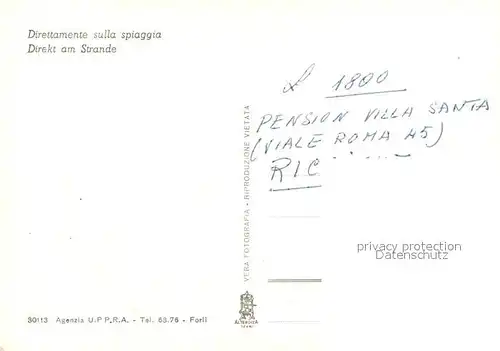 Direttamente sulla spiaggia
Direkt am Strande
£ 1800
PENSION VILLA SANTA
(VIALE ROMA 45)
RIC
VERA FOTOGRAFIA - RIPRODUZIONE VIETATA
privacy protection
Datenschutz
30113 Agenzia U.P P.R.A. - Tel. 68.76 - Forlì